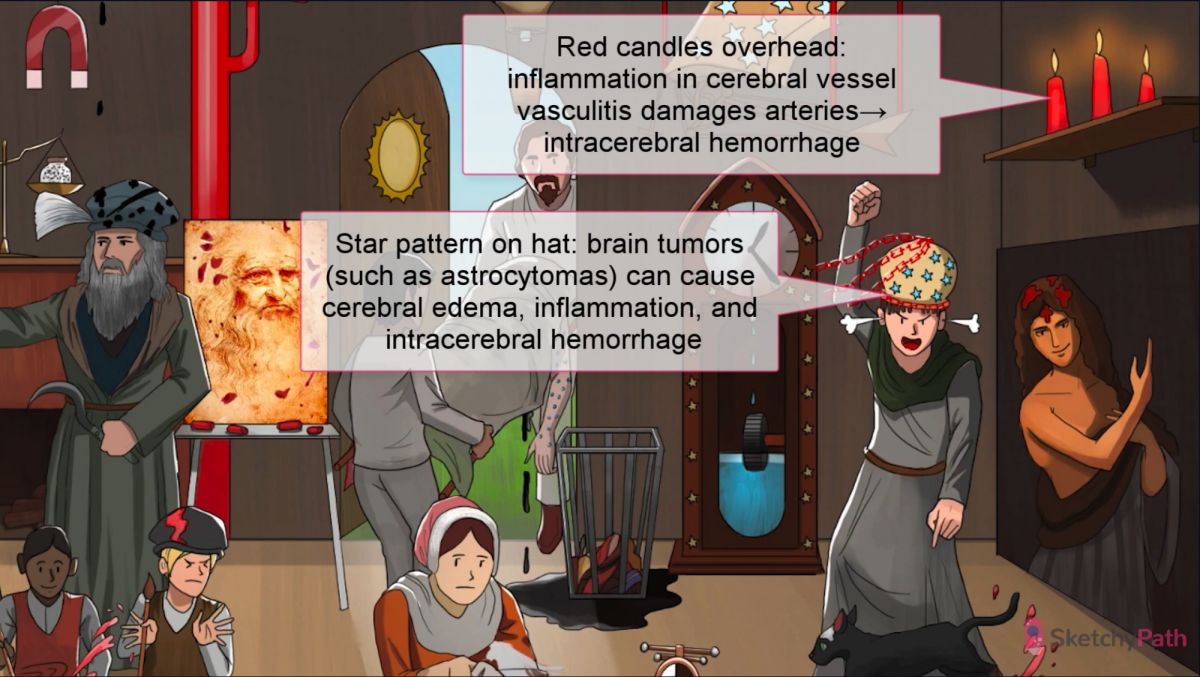 Red candles overhead:
inflammation in cerebral vessel
vasculitis damages arteries→
intracerebral hemorrhage
Star pattern on hat: brain tumors
(such as astrocytomas) can cause
cerebral edema, inflammation, and
intracerebral hemorrhage
SketchyPath